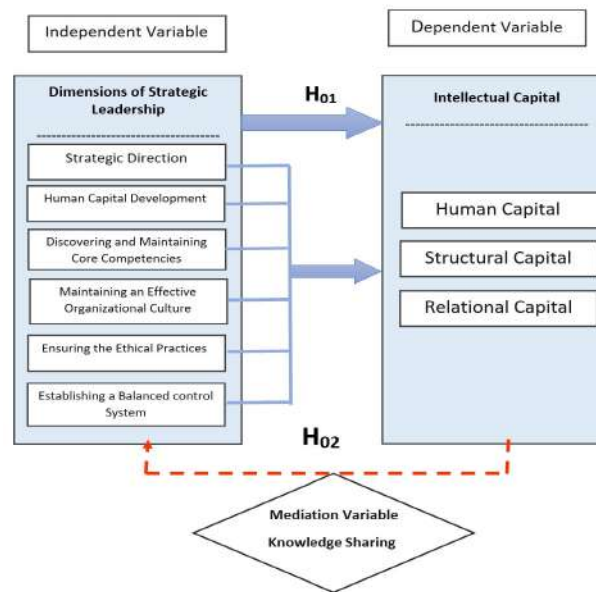 Independent Variable
Dependent Variable
Dimensions of Strategic
Leadership
Strategic Direction
Human Capital Development
Discovering and Maintaining
Core Competencies
Maintaining an Effective
Organizational Culture
Ensuring the Ethical Practices
Establishing a Balanced control
System
H01
H02
Intellectual Capital
Human Capital
Structural Capital
Relational Capital
Mediation Variable
Knowledge Sharing